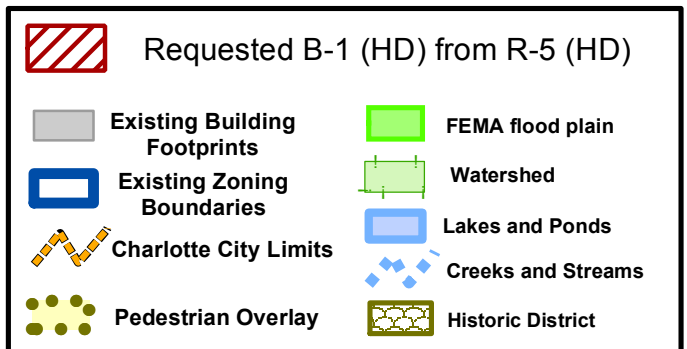 Requested B-1 (HD) from R-5 (HD)
Existing Building
Footprints
Existing Zoning
Boundaries
Charlotte City Limits
Pedestrian Overlay
FEMA flood plain
Watershed
Lakes and Ponds
Creeks and Streams
Historic District